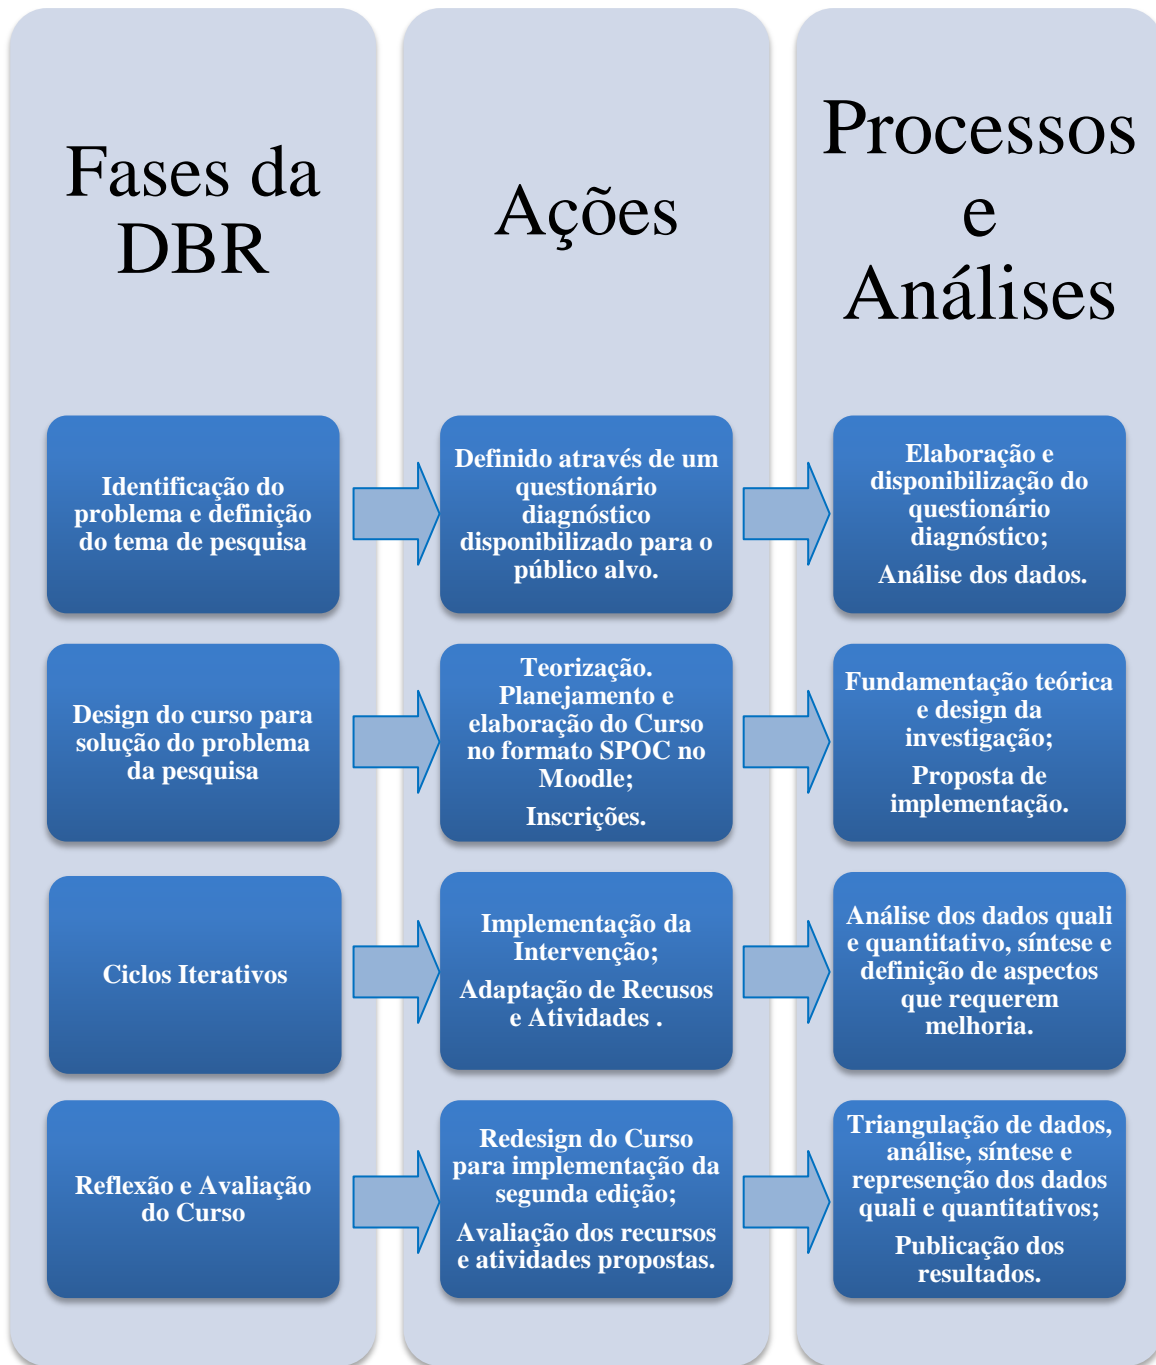 Fases da
DBR
Ações
Processos
e
Análises
Identificação do
problema e definição
do tema de pesquisa
Definido através de um
questionário
diagnóstico
disponibilizado para o
público alvo.
Elaboração e
disponibilização do
questionário
diagnóstico;
Análise dos dados.
Design do curso para
solução do problema
da pesquisa
Teorização.
Planejamento e
elaboração do Curso
no formato SPOC no
Moodle;
Inscrições.
Fundamentação teórica
e design da
investigação;
Proposta de
implementação.
Ciclos Iterativos
Implementação da
Intervenção;
Adaptação de Recusos
e Atividades .
Análise dos dados quali
e quantitativo, síntese e
definição de aspectos
que requerem
melhoria.
Reflexão e Avaliação
do Curso
Redesign do Curso
para implementação da
segunda edição;
Avaliação dos recursos
e atividades propostas.
Triangulação de dados,
análise, síntese e
represenção dos dados
quali e quantitativos;
Publicação dos
resultados.